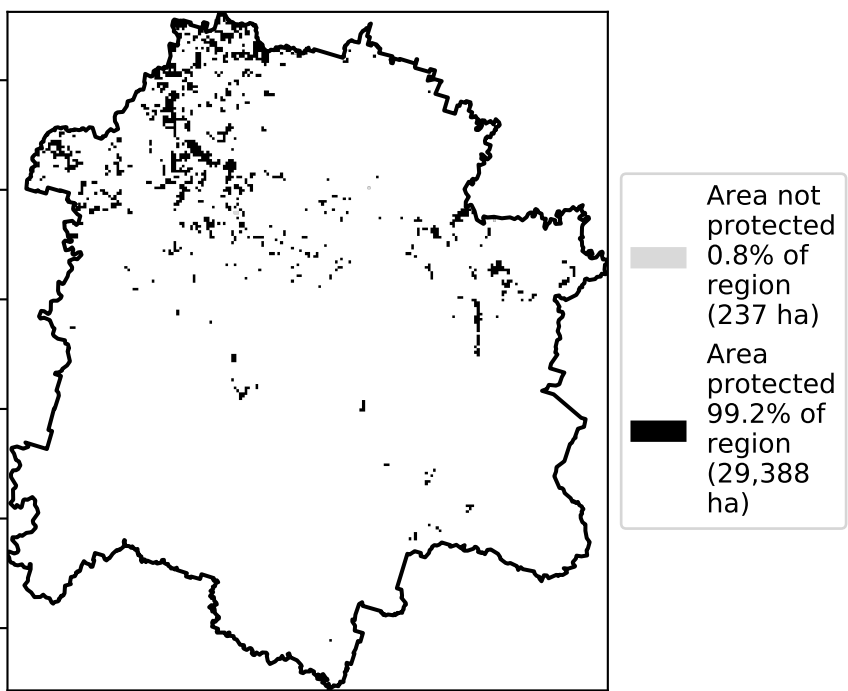 Area not
protected
0.8% of
region
(237 ha)
Area
protected
99.2% of
region
(29,388
ha)